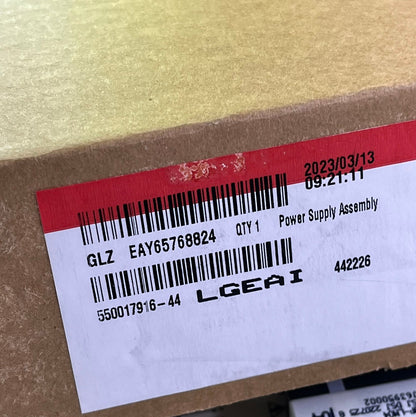 2023/03/13
09:21:11
GLZ EAY65768824 QTY 1 Power Supply Assembly
550017916-44 LGEAI 442226